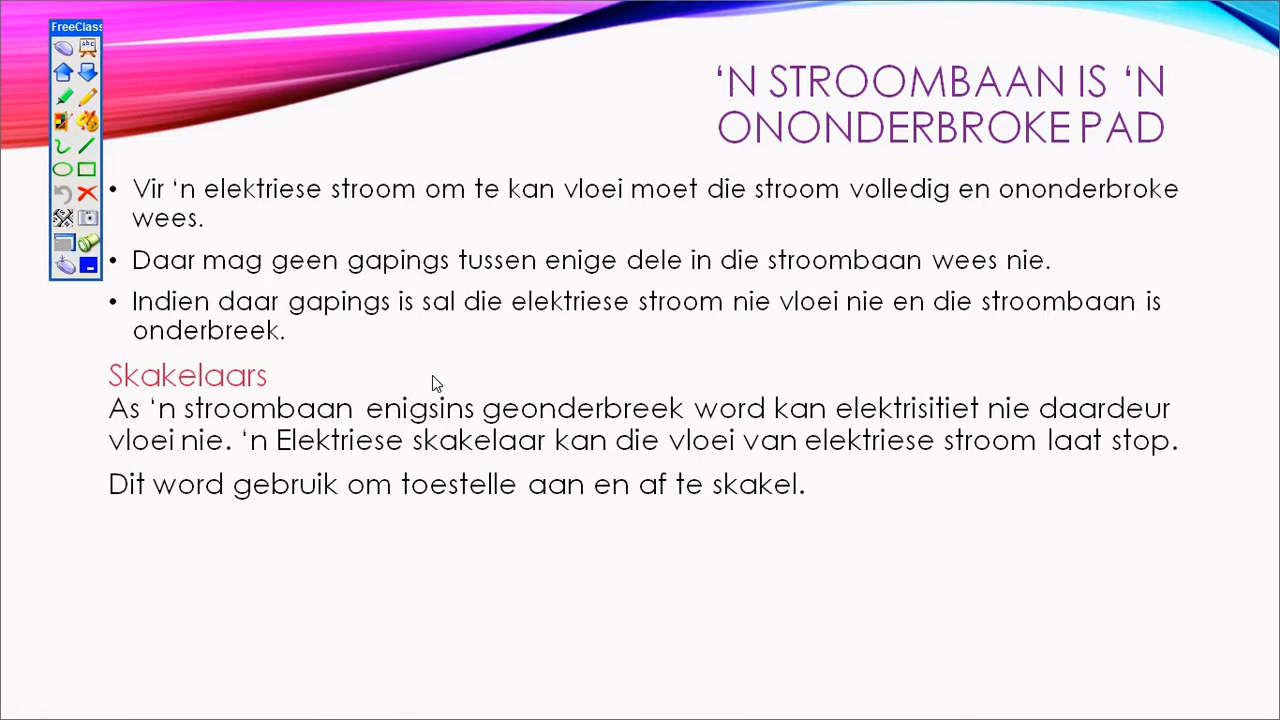 FreeClass
‘N STROOMBAAN IS ‘N
ONONDERBROKE PAD
• Vir ‘n elektriese stroom om te kan vloei moet die stroom volledig en ononderbroke
wees.
• Daar mag geen gapings tussen enige dele in die stroombaan wees nie.
• Indien daar gapings is sal die elektriese stroom nie vloei nie en die stroombaan is
onderbreek.
Skakelaars
As ‘n stroombaan enigsins geonderbreek word kan elektrisitiet nie daardeur
vloei nie. ‘n Elektriese skakelaar kan die vloei van elektriese stroom laat stop.
Dit word gebruik om toestelle aan en af te skakel.